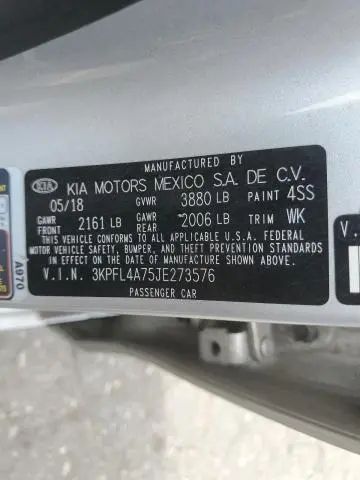 MANUFACTURED BY
KIA KIA MOTORS MEXICO S.A. DE C.V.
05/18 GVWR 3880 LB PAINT 4SS
GAWR FRONT 2161 LB GAWR REAR 2006 LB TRIM WK
THIS VEHICLE CONFORMS TO ALL APPLICABLE U.S.A. FEDERAL
MOTOR VEHICLE SAFETY, BUMPER, AND THEFT PREVENTION
STANDARDS IN EFFECT ON THE DATE OF MANUFACTURE SHOWN ABOVE.
V.I.N. 3KPFL4A75JE273576
PASSENGER CAR
A970
V.